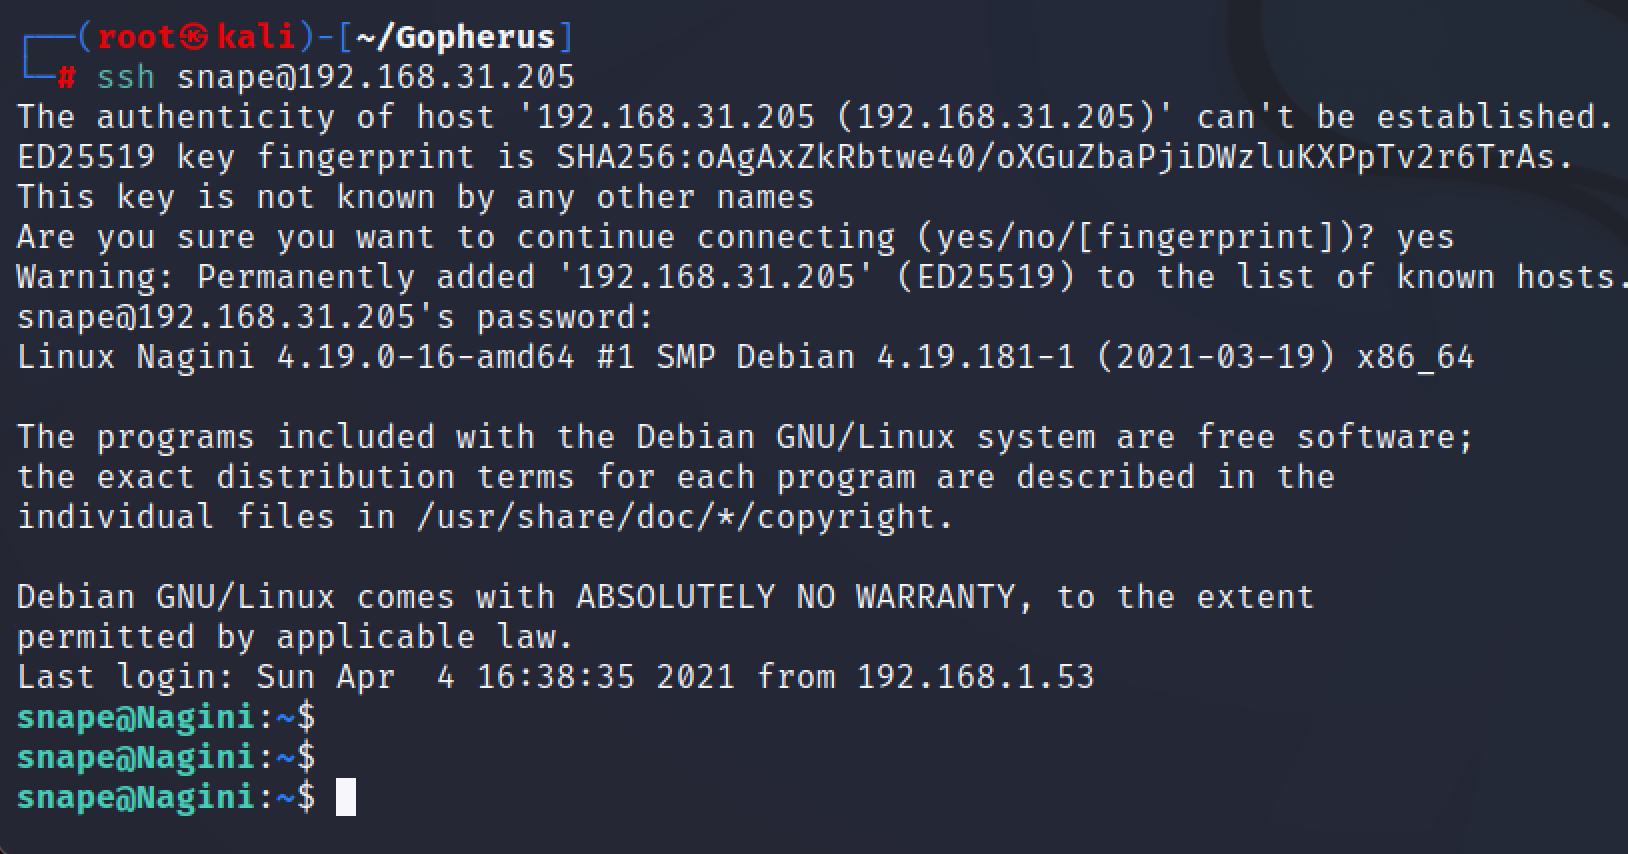 ┌──(root㉿kali)-[~/Gopherus]
└─# ssh snape@192.168.31.205
The authenticity of host '192.168.31.205 (192.168.31.205)' can't be established.
ED25519 key fingerprint is SHA256:oAgAxZkRbtwe40/oXGuZbaPjiDWzluKXPpTv2r6TrAs.
This key is not known by any other names
Are you sure you want to continue connecting (yes/no/[fingerprint])? yes
Warning: Permanently added '192.168.31.205' (ED25519) to the list of known hosts.
snape@192.168.31.205's password:
Linux Nagini 4.19.0-16-amd64 #1 SMP Debian 4.19.181-1 (2021-03-19) x86_64
The programs included with the Debian GNU/Linux system are free software;
the exact distribution terms for each program are described in the
individual files in /usr/share/doc/*/copyright.
Debian GNU/Linux comes with ABSOLUTELY NO WARRANTY, to the extent
permitted by applicable law.
Last login: Sun Apr  4 16:38:35 2021 from 192.168.1.53
snape@Nagini:~$
snape@Nagini:~$
snape@Nagini:~$